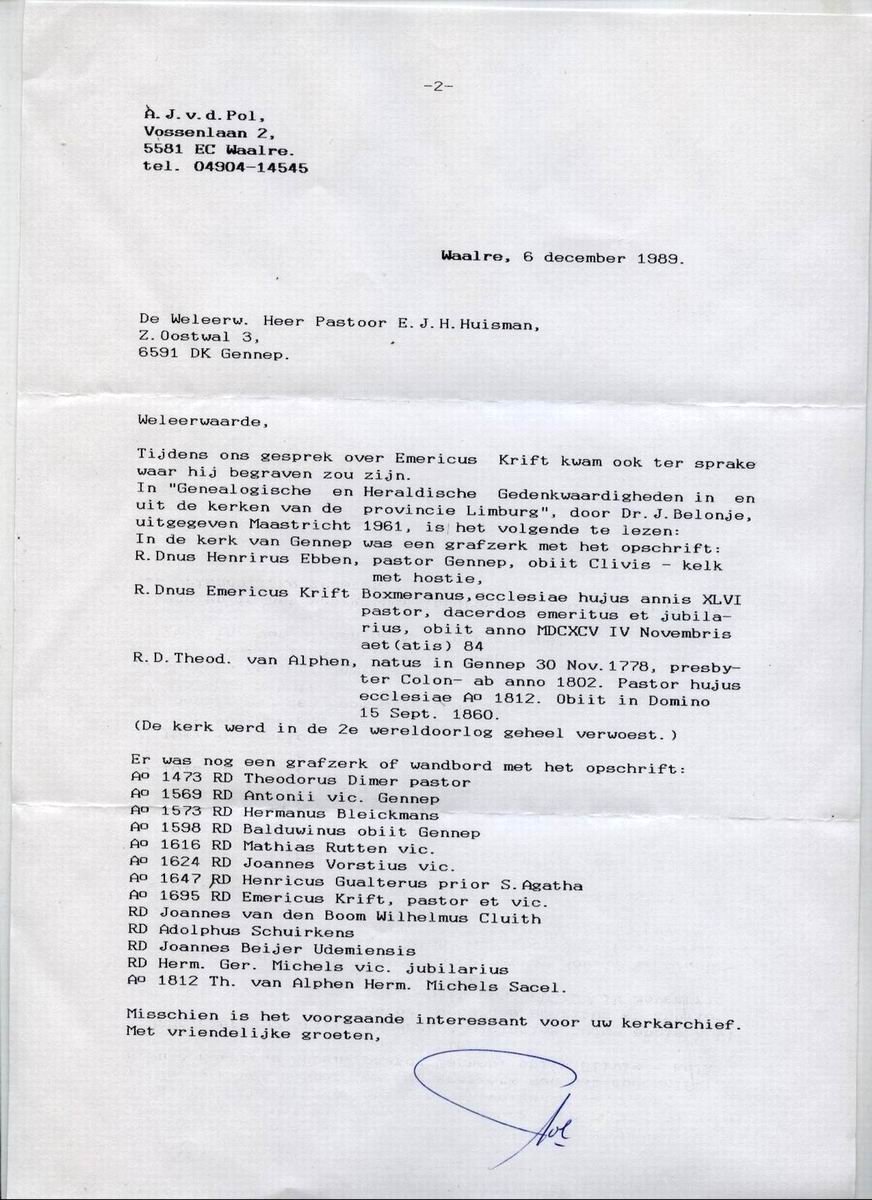 -2-
A.J.v.d.Pol,
Vossenlaan 2,
5581 EC Waalre.
tel. 04904-14545
Waalre, 6 december 1989.
De Weleerw. Heer Pastoor E.J.H.Huisman,
Z.Oostwal 3,
6591 DK Gennep.
Weleerwaarde,
Tijdens ons gesprek over Emericus Krift kwam ook ter sprake
waar hij begraven zou zijn.
In "Genealogische en Heraldische Gedenkwaardigheden in en
uit de kerken van de provincie Limburg", door Dr.J.Belonje,
uitgegeven Maastricht 1961, is het volgende te lezen:
In de kerk van Gennep was een grafzerk met het opschrift:
R.Dnus Henrirus Ebben, pastor Gennep, obiit Clivis - kelk
met hostie,
R.Dnus Emericus Krift Boxmeranus,ecclesiae hujus annis XLVI
pastor, dacerdos emeritus et jubila-
rius, obiit anno MDCXCV IV Novembris
aet(atis) 84
R.D.Theod. van Alphen, natus in Gennep 30 Nov.1778, presby-
ter Colon- ab anno 1802. Pastor hujus
ecclesiae Aº 1812. Obiit in Domino
15 Sept. 1860.
(De kerk werd in de 2e wereldoorlog geheel verwoest.)
Er was nog een grafzerk of wandbord met het opschrift:
Aº 1473 RD Theodorus Dimer pastor
Aº 1569 RD Antonii vic. Gennep
Aº 1573 RD Hermanus Bleickmans
Aº 1598 RD Balduwinus obiit Gennep
Aº 1616 RD Mathias Rutten vic.
Aº 1624 RD Joannes Vorstius vic.
Aº 1647 RD Henricus Gualterus prior S.Agatha
Aº 1695 RD Emericus Krift, pastor et vic.
RD Joannes van den Boom Wilhelmus Cluith
RD Adolphus Schuirkens
RD Joannes Beijer Udemiensis
RD Herm. Ger. Michels vic. jubilarius
Aº 1812 Th. van Alphen Herm. Michels Sacel.
Misschien is het voorgaande interessant voor uw kerkarchief.
Met vriendelijke groeten,
Pol